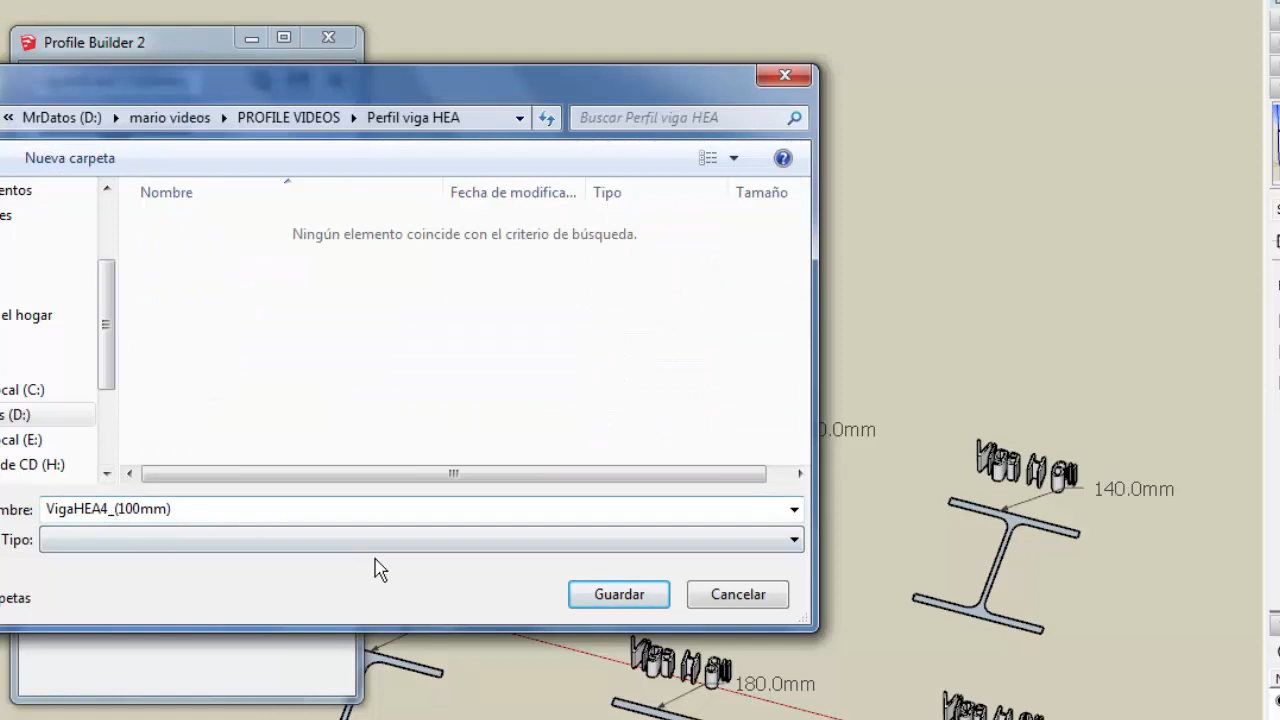 Profile Builder 2
« MrDatos (D:) ▸ mario videos ▸ PROFILE VIDEOS ▸ Perfil viga HEA
Buscar Perfil viga HEA
Nueva carpeta
Nombre Fecha de modifica... Tipo Tamaño
entos
es
Ningún elemento coincide con el criterio de búsqueda.
el hogar
cal (C:)
s (D:)
cal (E:)
de CD (H:)
0.0mm
140.0mm
mbre: VigaHEA4_(100mm)
Tipo:
petas
Guardar Cancelar
180.0mm